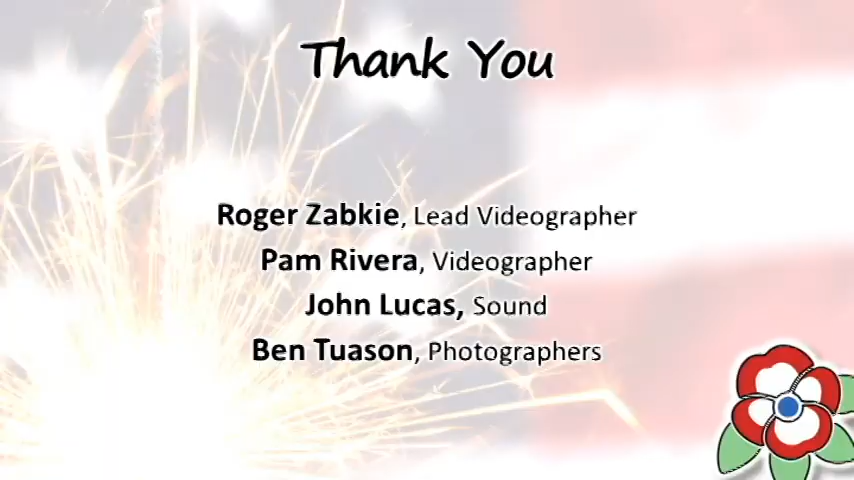 Thank You
Roger Zabkie, Lead Videographer
Pam Rivera, Videographer
John Lucas, Sound
Ben Tuason, Photographers